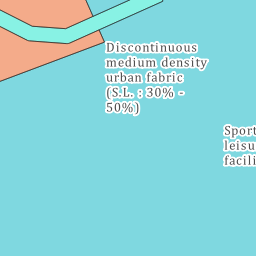 Discontinuous
medium density
urban fabric
(S.L. : 30% -
50%)
Sport
leisu
facili